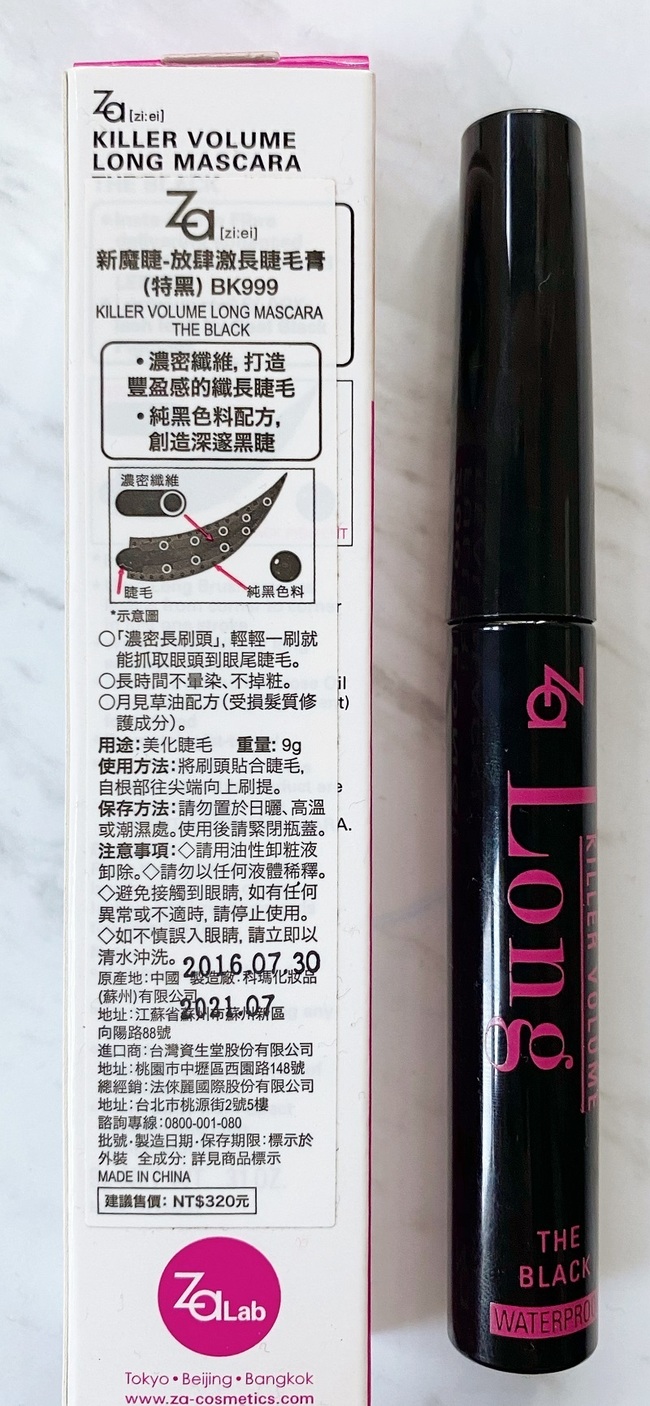 Za [zi:ei]
KILLER VOLUME
LONG MASCARA
Za [zi:ei]
新魔睫-放肆激長睫毛膏
(特黑) BK999
KILLER VOLUME LONG MASCARA
THE BLACK
•濃密纖維, 打造
豐盈感的纖長睫毛
•純黑色料配方,
創造深邃黑睫
濃密纖維
睫毛
純黑色料
*示意圖
○「濃密長刷頭」, 輕輕一刷就
能抓取眼頭到眼尾睫毛。
○長時間不暈染、不掉粧。
○月見草油配方(受損髮質修
護成分)。
用途:美化睫毛 重量: 9g
使用方法:將刷頭貼合睫毛,
自根部往尖端向上刷提。
保存方法:請勿置於日曬、高溫
或潮濕處。使用後請緊閉瓶蓋。
注意事項:◇請用油性卸粧液
卸除。◇請勿以任何液體稀釋。
◇避免接觸到眼睛, 如有任何
異常或不適時, 請停止使用。
◇如不慎誤入眼睛, 請立即以
清水沖洗。
2016.07.30
原產地:中國 製造廠:科瑪化妝品
(蘇州)有限公司
2021.07
地址:江蘇省蘇州市蘇州新區
向陽路88號
進口商:台灣資生堂股份有限公司
地址:桃園市中壢區西園路148號
總經銷:法徠麗國際股份有限公司
地址:台北市桃源街2號5樓
諮詢專線:0800-001-080
批號·製造日期·保存期限:標示於
外裝 全成分: 詳見商品標示
MADE IN CHINA
建議售價: NT$320元
Za Lab
Tokyo • Beijing • Bangkok
www.za-cosmetics.com
Za
Long
KILLER VOLUME
THE
BLACK
WATERPROO